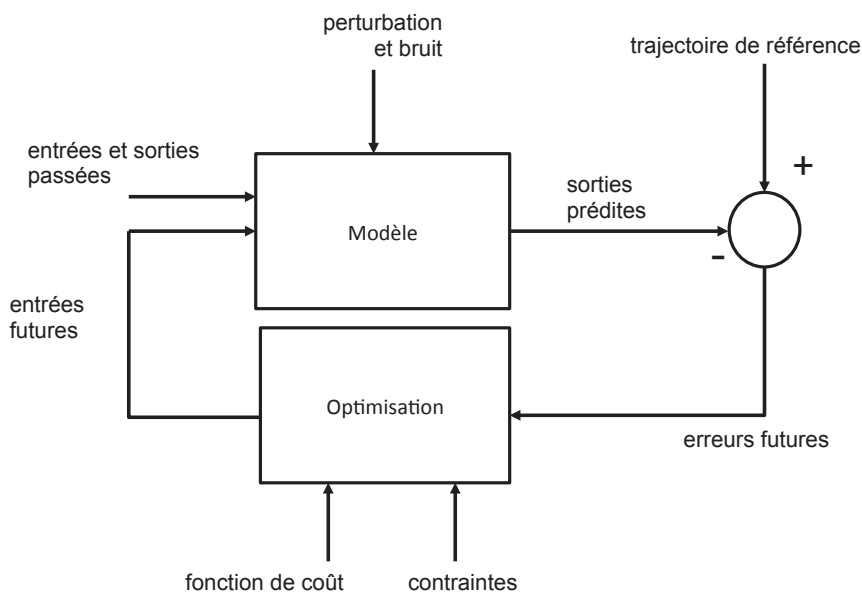 perturbation
et bruit
trajectoire de référence
entrées et sorties
passées
+
sorties
prédites
Modèle
-
entrées
futures
Optimisation
erreurs futures
fonction de coût
contraintes